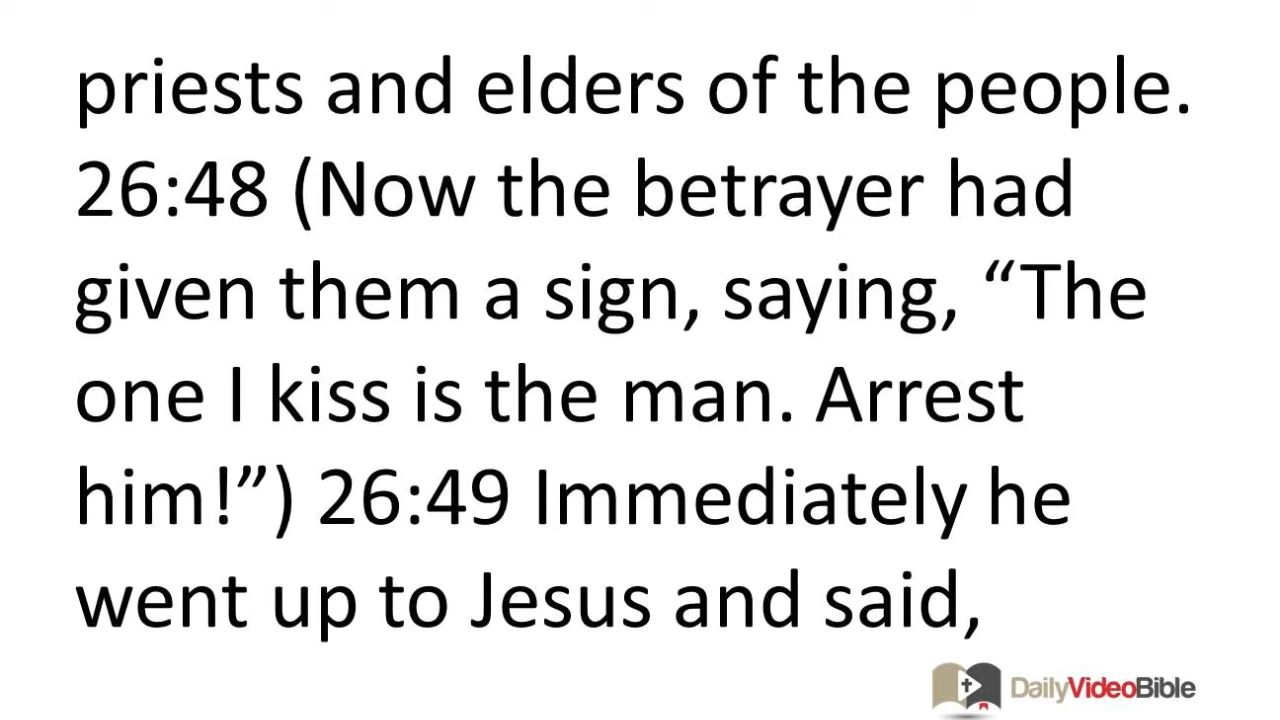 priests and elders of the people.
26:48 (Now the betrayer had
given them a sign, saying, “The
one I kiss is the man. Arrest
him!”) 26:49 Immediately he
went up to Jesus and said,
DailyVideoBible